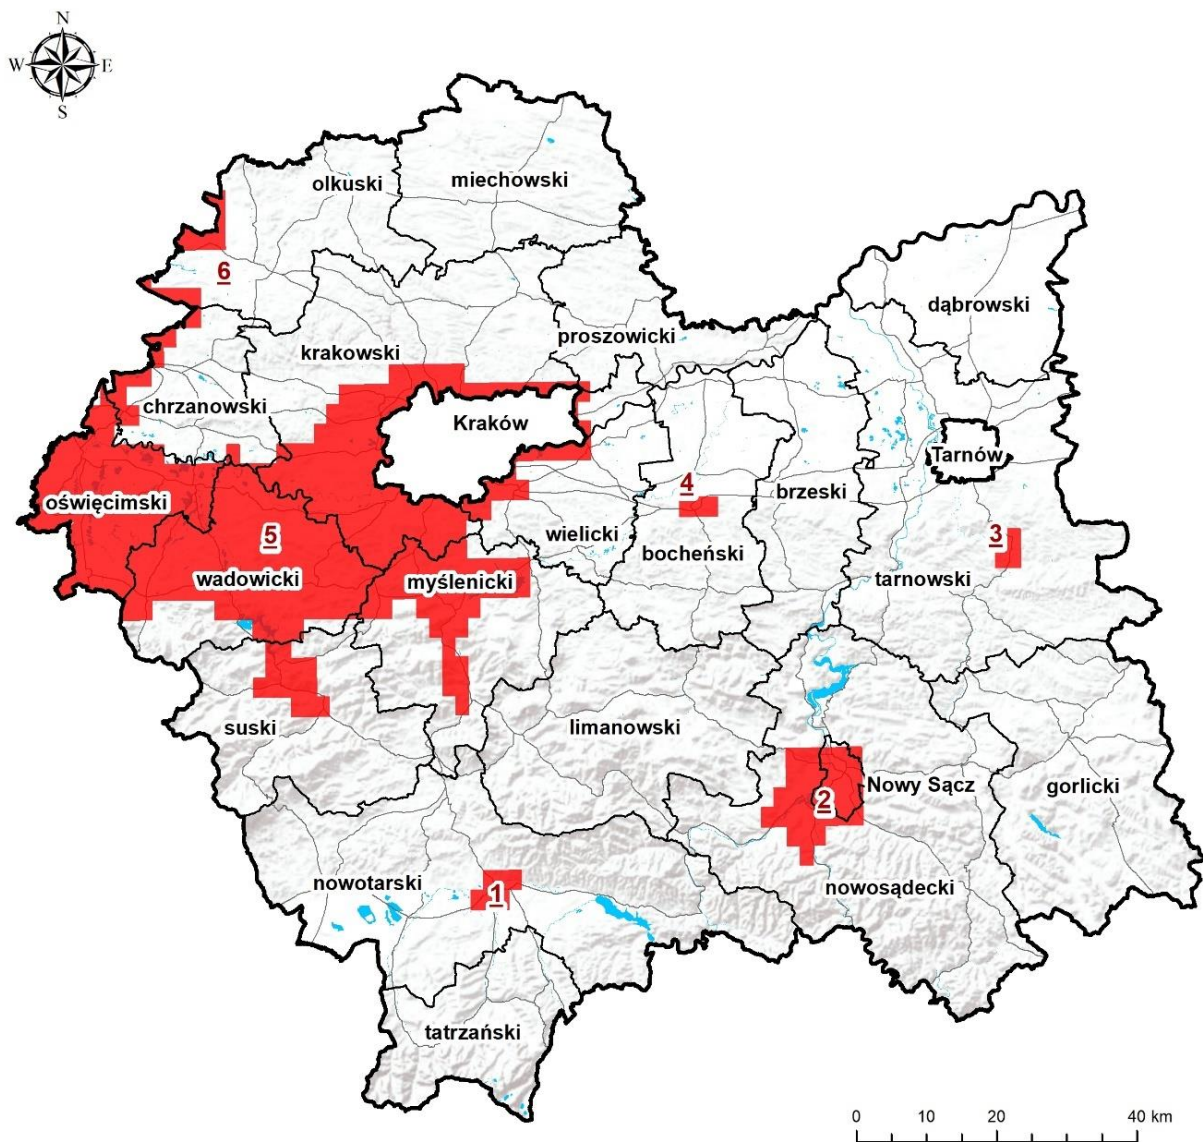 N
W
E
S
olkuski
miechowski
6
dąbrowski
proszowicki
krakowski
chrzanowski
Kraków
Tarnów
4
oświęcimski
brzeski
5
wielicki
3
bocheński
wadowicki
myślenicki
tarnowski
suski
limanowski
Nowy Sącz
gorlicki
2
nowotarski
1
nowosądecki
tatrzański
0 10 20 40 km